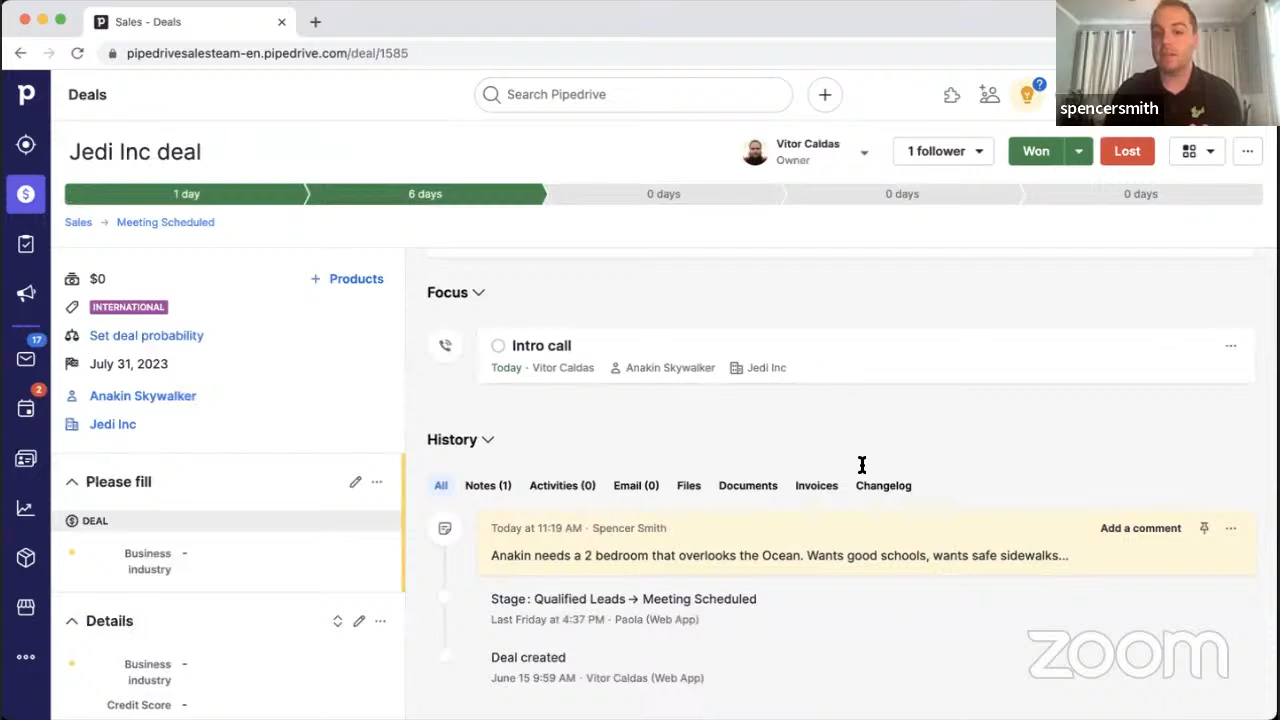 Sales - Deals
pipedrivesalesteam-en.pipedrive.com/deal/1585
spencersmith
p
Deals
Search Pipedrive
?
Jedi Inc deal
Vitor Caldas
Owner
1 follower
Won
Lost
1 day
6 days
0 days
0 days
0 days
Sales → Meeting Scheduled
$0
+ Products
INTERNATIONAL
Set deal probability
July 31, 2023
Anakin Skywalker
Jedi Inc
17
2
Please fill
DEAL
Business industry -
Details
Business industry -
Credit Score -
Focus
Intro call
Today · Vitor Caldas Anakin Skywalker Jedi Inc
History
All Notes (1) Activities (0) Email (0) Files Documents Invoices Changelog
Today at 11:19 AM · Spencer Smith Add a comment
Anakin needs a 2 bedroom that overlooks the Ocean. Wants good schools, wants safe sidewalks...
Stage: Qualified Leads → Meeting Scheduled
Last Friday at 4:37 PM · Paola (Web App)
Deal created
June 15 9:59 AM · Vitor Caldas (Web App)
zoom